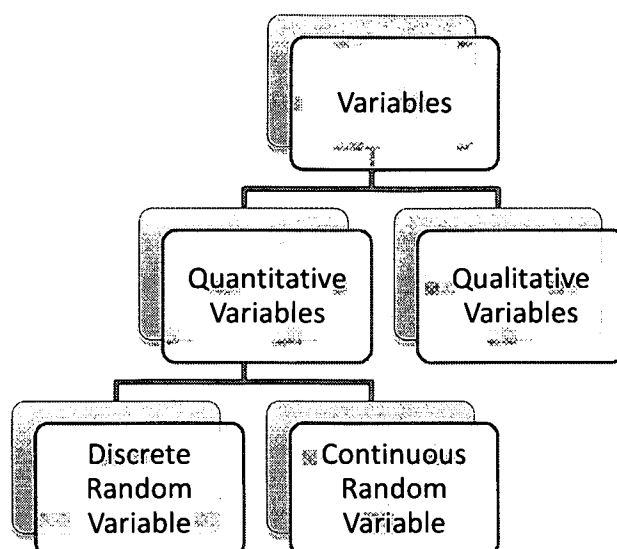 Variables
Quantitative
Variables
Qualitative
Variables
Discrete
Random
Variable
Continuous
Random
Variable